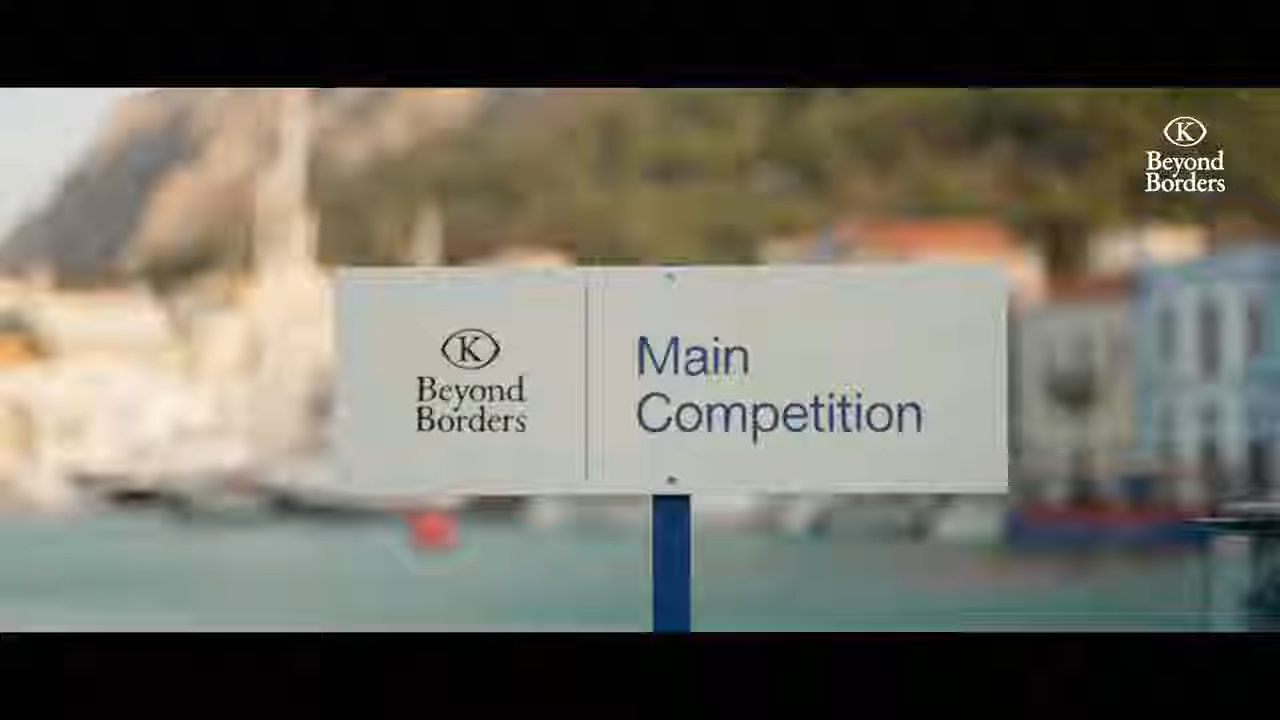 K
Beyond
Borders
K
Beyond
Borders
Main
Competition